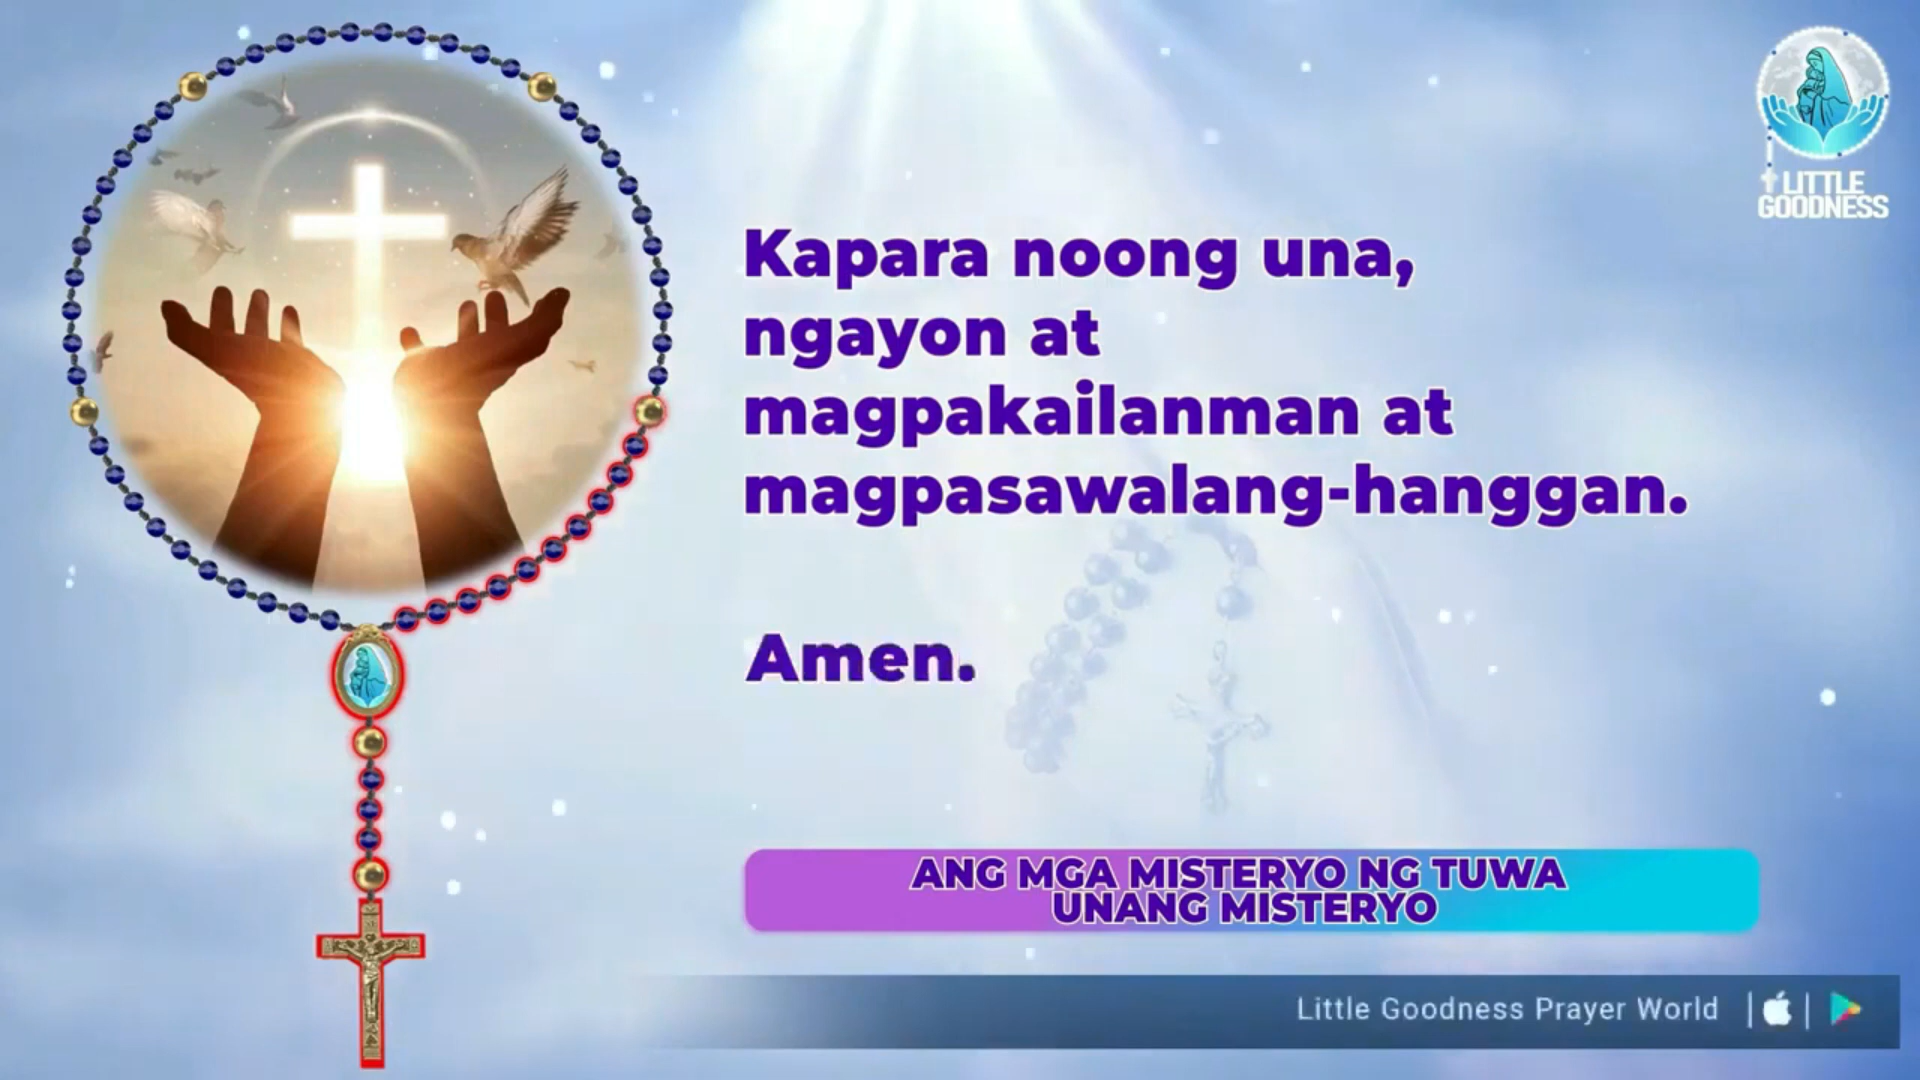 LITTLE
GOODNESS
Kapara noong una,
ngayon at
magpakailanman at
magpasawalang-hanggan.
Amen.
ANG MGA MISTERYO NG TUWA
UNANG MISTERYO
Little Goodness Prayer World